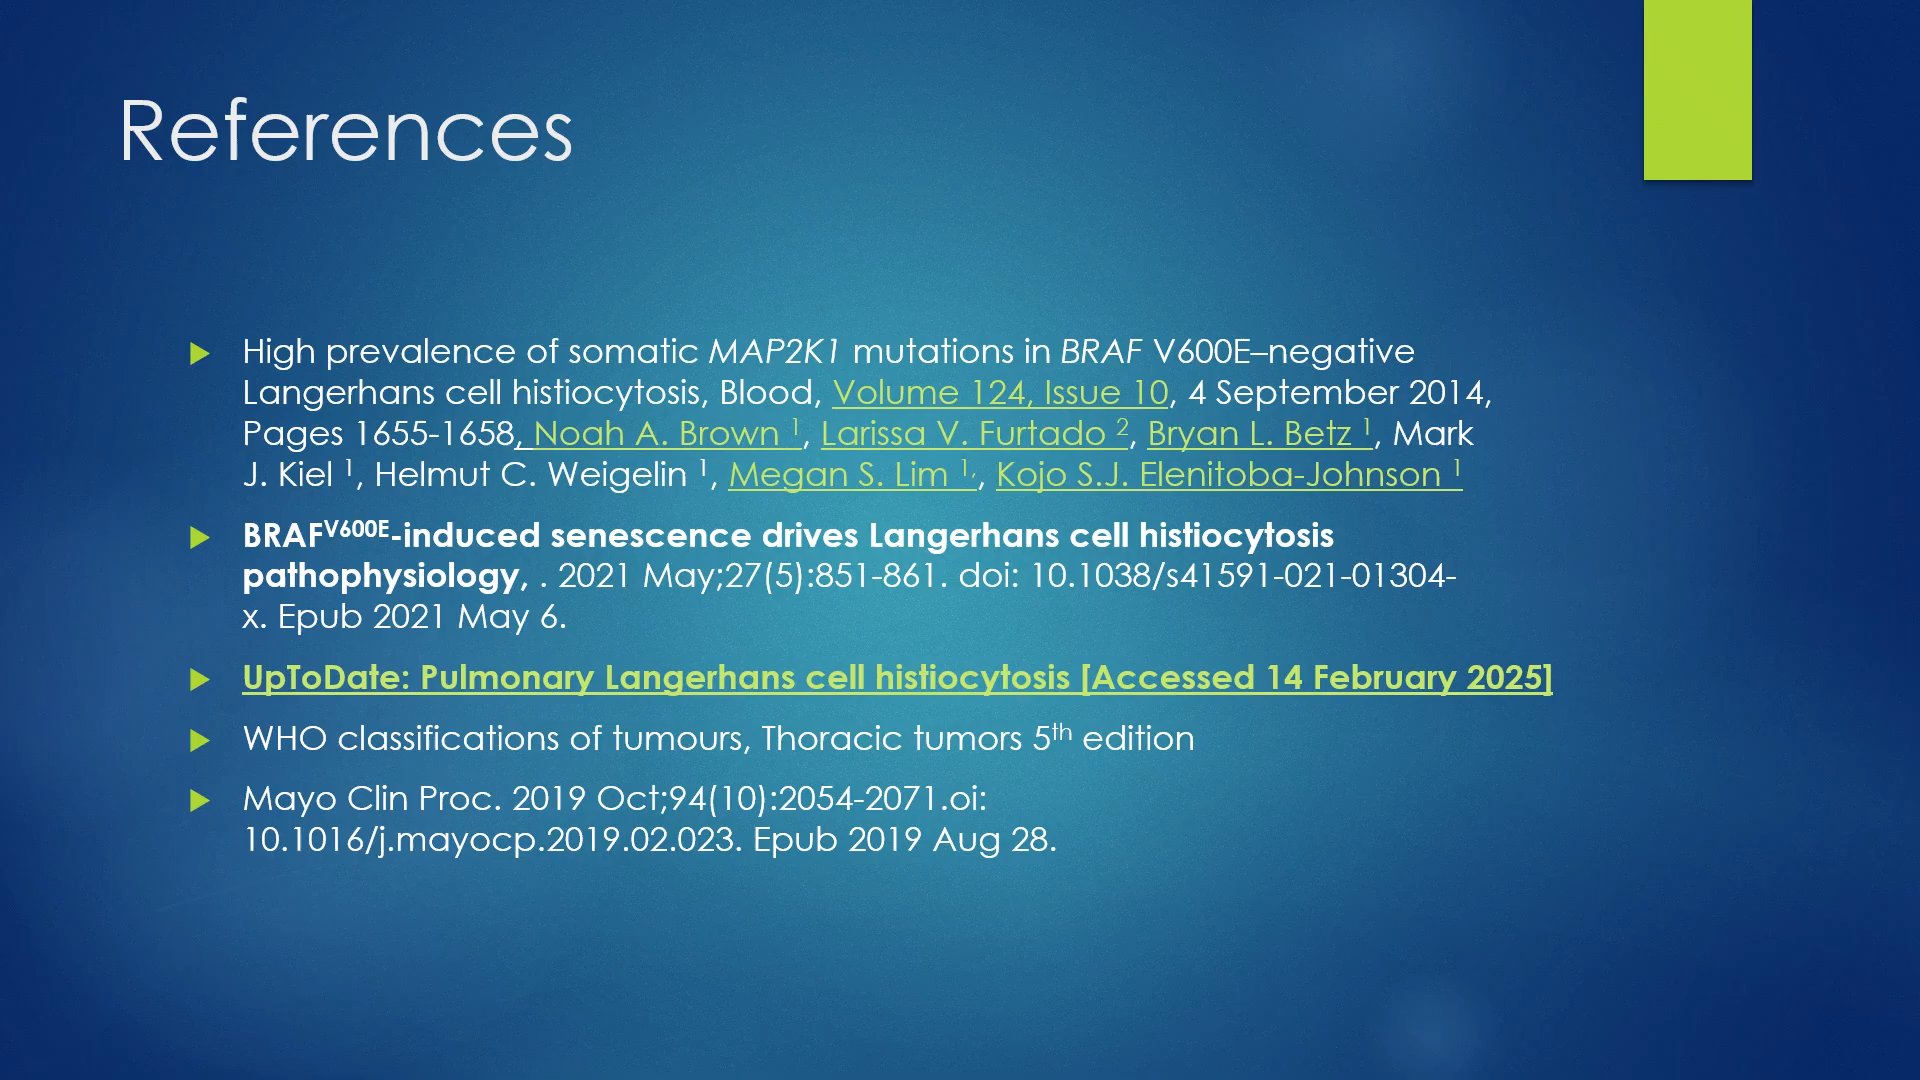 References
High prevalence of somatic MAP2K1 mutations in BRAF V600E–negative
Langerhans cell histiocytosis, Blood, Volume 124, Issue 10, 4 September 2014,
Pages 1655-1658, Noah A. Brown 1, Larissa V. Furtado 2, Bryan L. Betz 1, Mark
J. Kiel 1, Helmut C. Weigelin 1, Megan S. Lim 1,, Kojo S.J. Elenitoba-Johnson 1
BRAFV600E-induced senescence drives Langerhans cell histiocytosis
pathophysiology, . 2021 May;27(5):851-861. doi: 10.1038/s41591-021-01304-
x. Epub 2021 May 6.
UpToDate: Pulmonary Langerhans cell histiocytosis [Accessed 14 February 2025]
WHO classifications of tumours, Thoracic tumors 5th edition
Mayo Clin Proc. 2019 Oct;94(10):2054-2071.oi:
10.1016/j.mayocp.2019.02.023. Epub 2019 Aug 28.